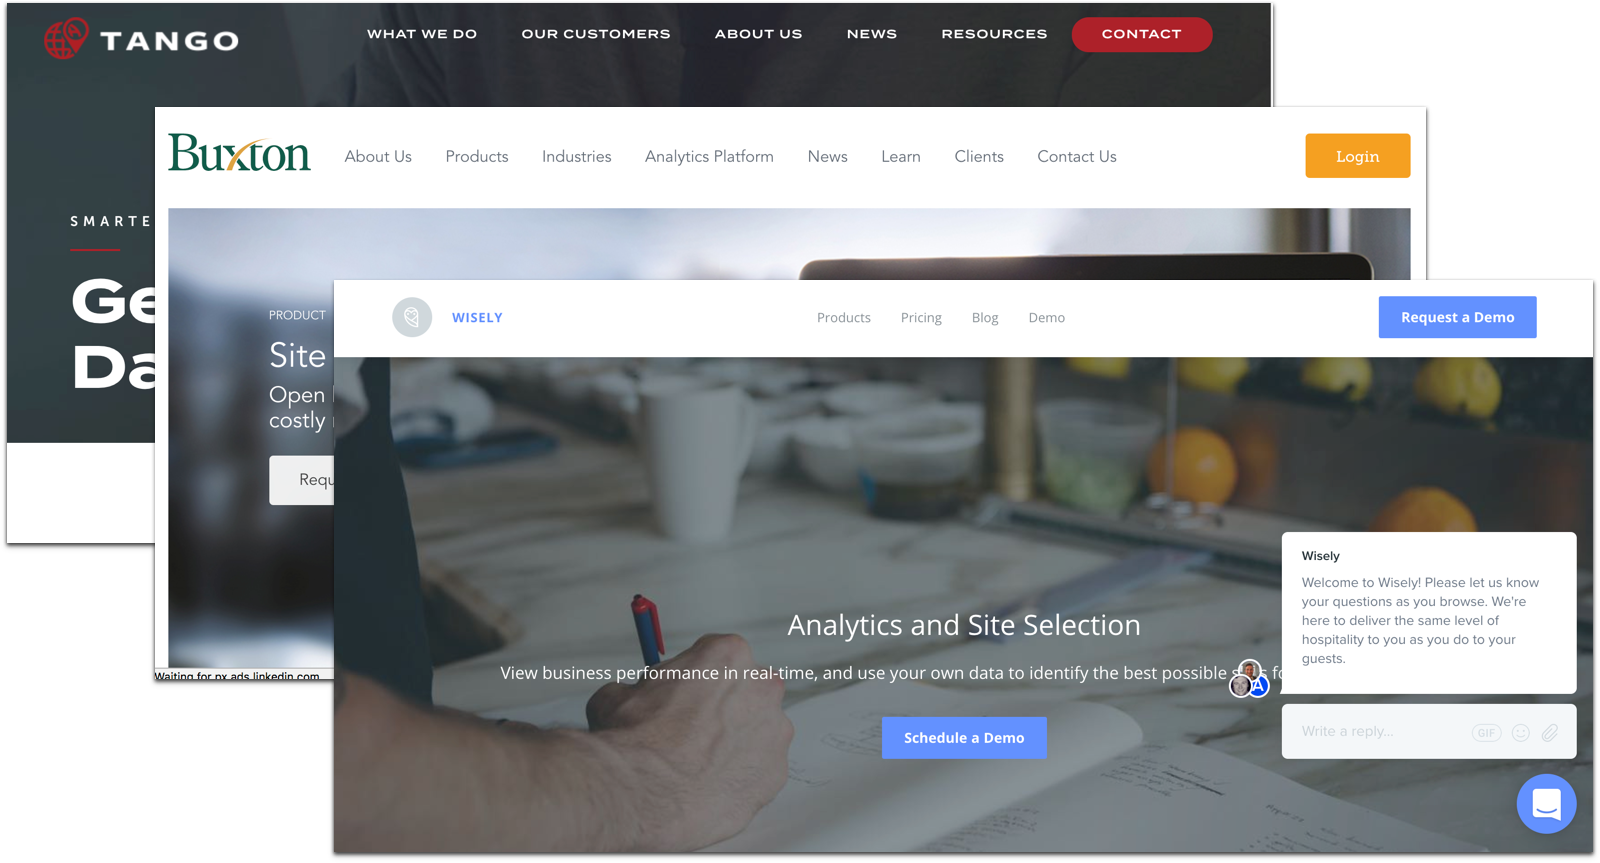 TANGO
WHAT WE DO OUR CUSTOMERS ABOUT US NEWS RESOURCES CONTACT
SMARTE
Ge
Da
Buxton
About Us Products Industries Analytics Platform News Learn Clients Contact Us Login
PRODUCT
Site
Open
costly
Requ
Waiting for px.ads.linkedin.com
WISELY
Products Pricing Blog Demo Request a Demo
Analytics and Site Selection
View business performance in real-time, and use your own data to identify the best possible
Schedule a Demo
Wisely
Welcome to Wisely! Please let us know
your questions as you browse. We're
here to deliver the same level of
hospitality to you as you do to your
guests.
A
Write a reply...
GIF